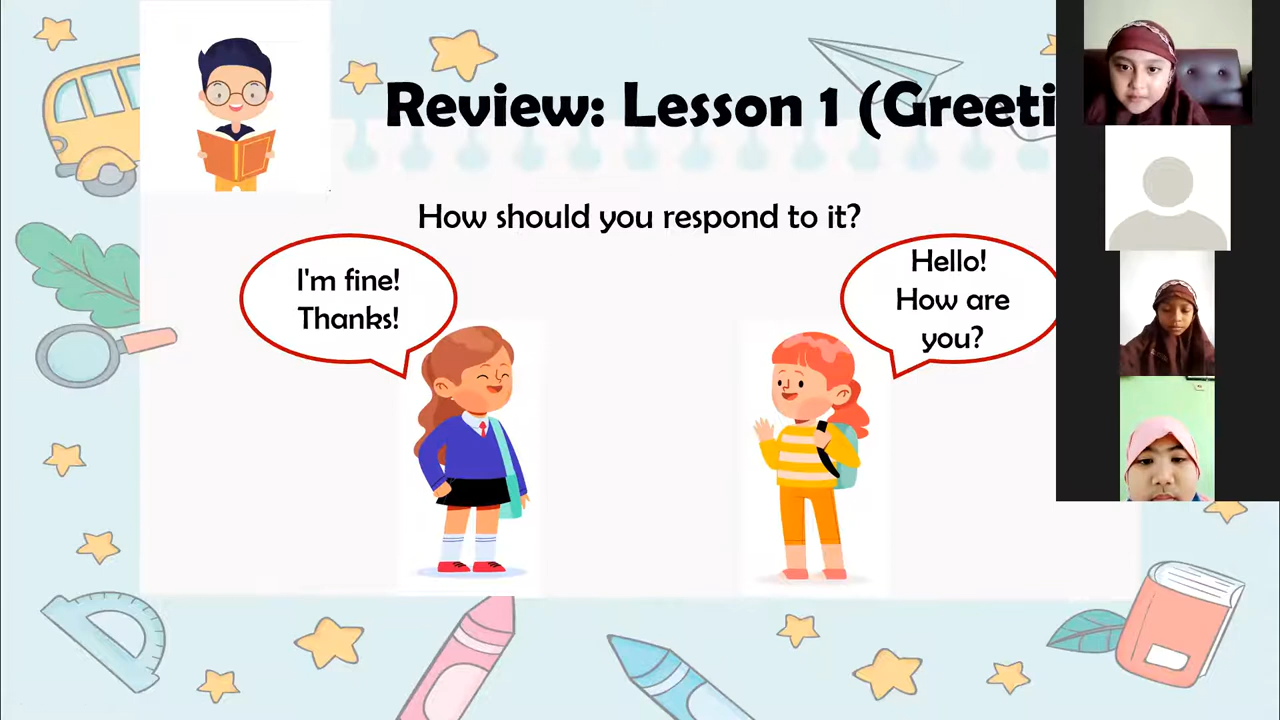 Review: Lesson 1 (Greeti
How should you respond to it?
I'm fine!
Thanks!
Hello!
How are
you?